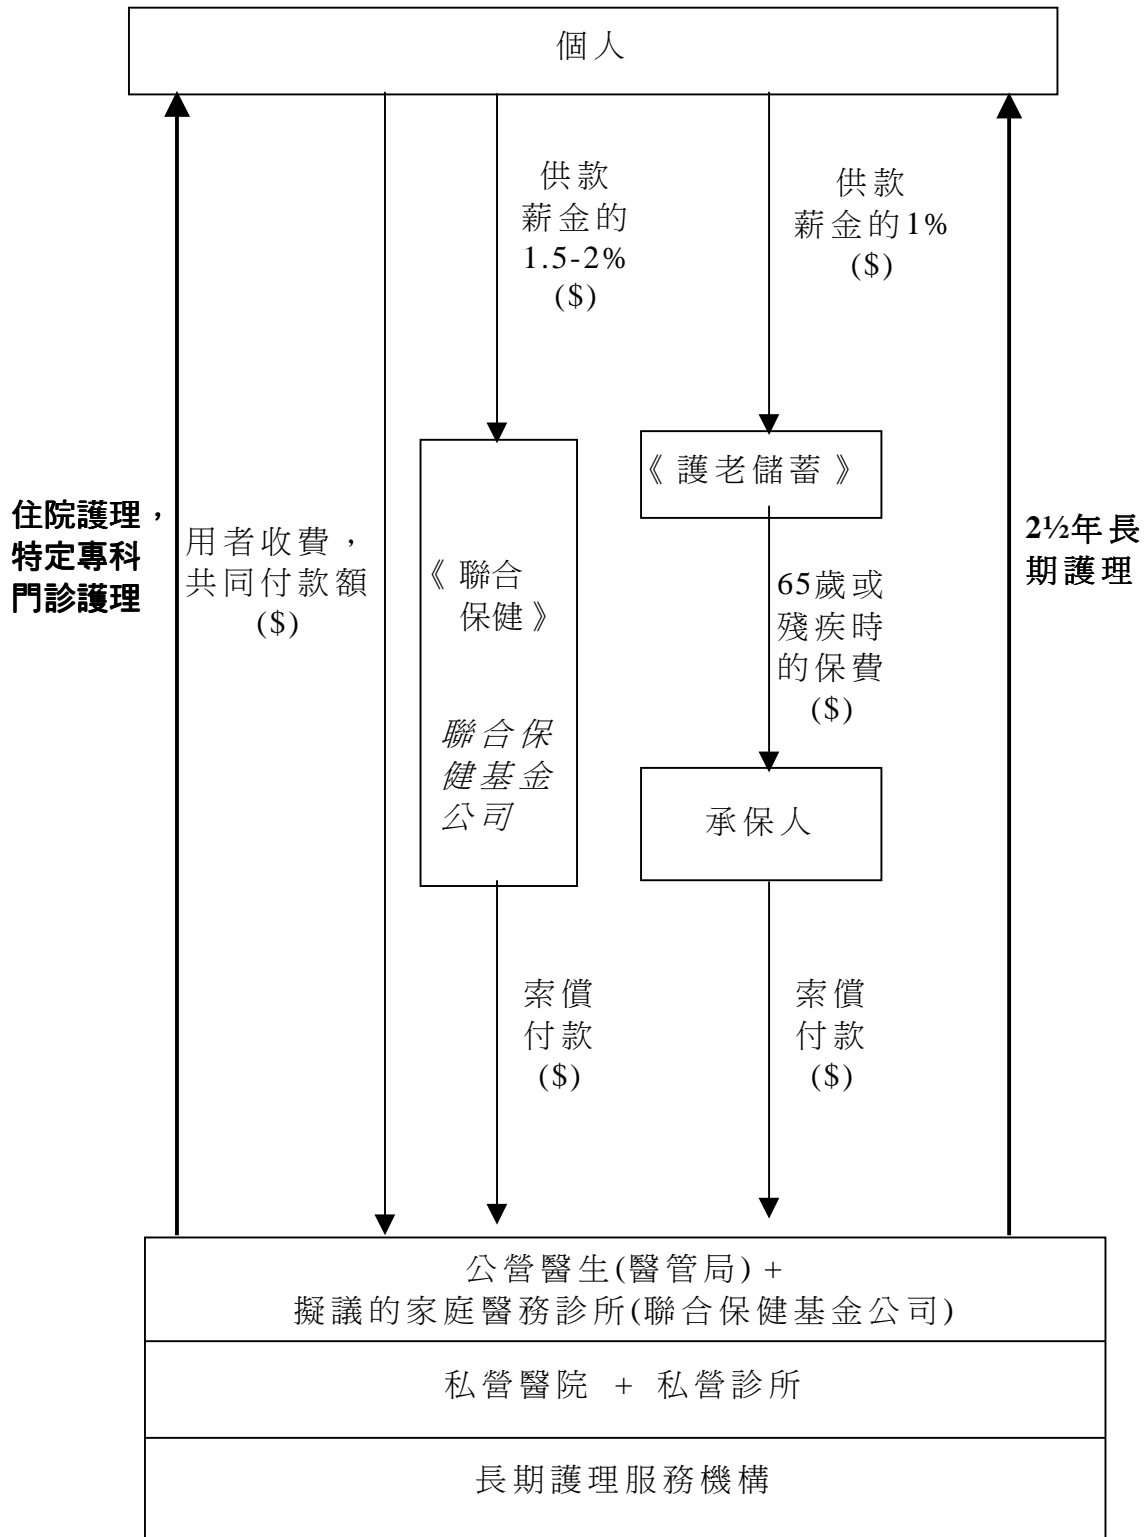 個人
供款
薪金的
1.5-2%
($)
供款
薪金的1%
($)
住院護理，
特定專科
門診護理
用者收費，
共同付款額
($)
《聯合
保健》
聯合保
健基金
公司
《護老儲蓄》
65歲或
殘疾時
的保費
($)
承保人
2½年長
期護理
索償
付款
($)
索償
付款
($)
公營醫生(醫管局) +
擬議的家庭醫務診所(聯合保健基金公司)
私營醫院 + 私營診所
長期護理服務機構